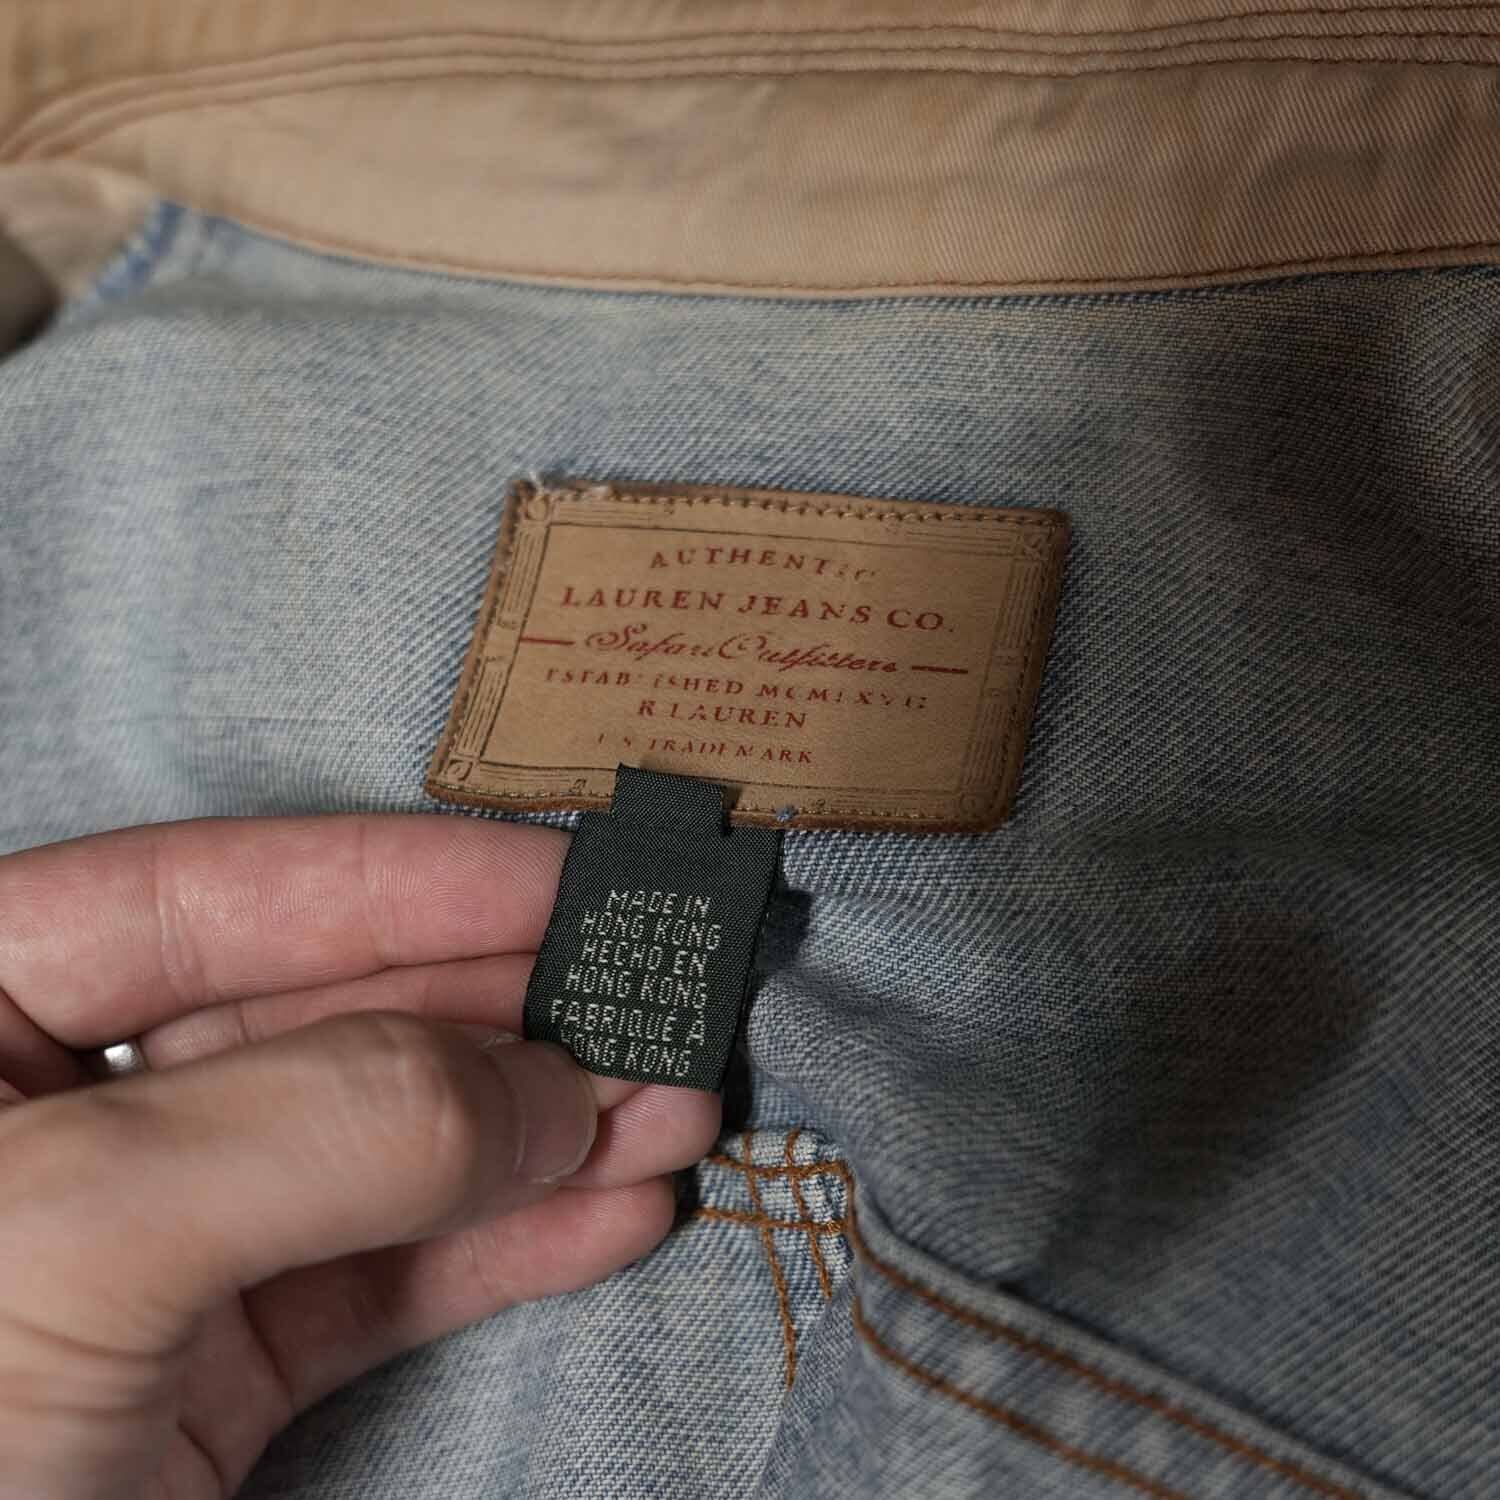 AUTHENTIC
LAUREN JEANS CO.
Safari Outfitters
ESTABLISHED MCMLXVII
R LAUREN
U S TRADEMARK
MADE IN
HONG KONG
HECHO EN
HONG KONG
FABRIQUÉ À
HONG KONG